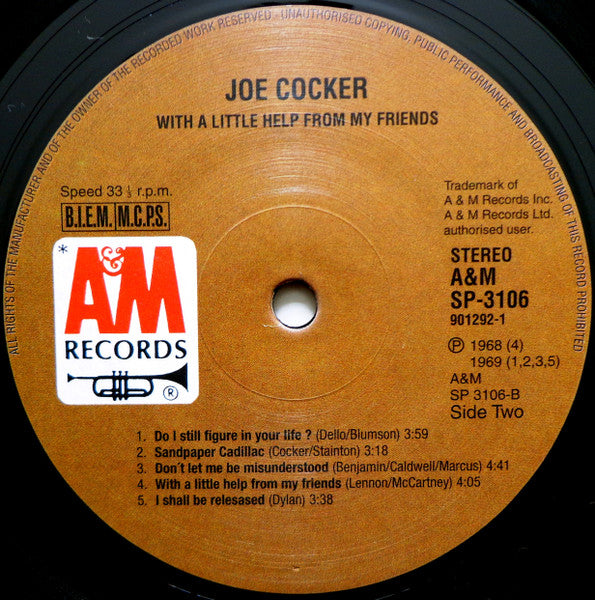 ALL RIGHTS OF THE MANUFACTURER AND OF THE OWNER OF THE RECORDED WORK RESERVED. UNAUTHORISED COPYING, PUBLIC PERFORMANCE AND BROADCASTING OF THIS RECORD PROHIBITED
JOE COCKER
WITH A LITTLE HELP FROM MY FRIENDS
Speed 33 ⅓ r.p.m.
B.I.E.M. M.C.P.S.
* A&M
RECORDS
®
Trademark of
A & M Records Inc.
A & M Records Ltd.
authorised user.
STEREO
A&M
SP-3106
901292-1
Ⓟ 1968 (4)
1969 (1,2,3,5)
A&M
SP 3106-B
Side Two
1. Do I still figure in your life ? (Dello/Blumson) 3:59
2. Sandpaper Cadillac (Cocker/Stainton) 3:18
3. Don´t let me be misunderstood (Benjamin/Caldwell/Marcus) 4:41
4. With a little help from my friends (Lennon/McCartney) 4:05
5. I shall be relesased (Dylan) 3:38